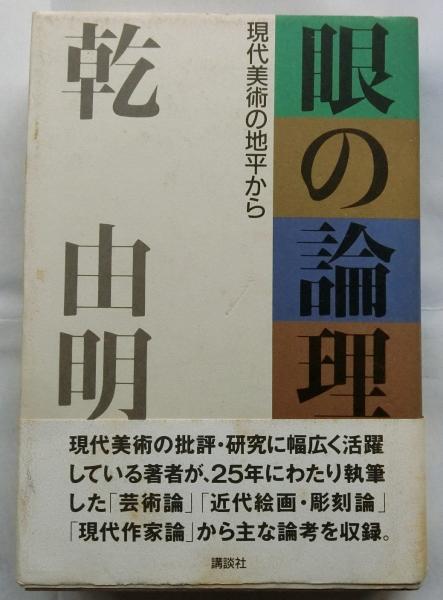 眼の論理
現代美術の地平から
乾由明
現代美術の批評・研究に幅広く活躍
している著者が、25年にわたり執筆
した「芸術論」「近代絵画・彫刻論」
「現代作家論」から主な論考を収録。
講談社